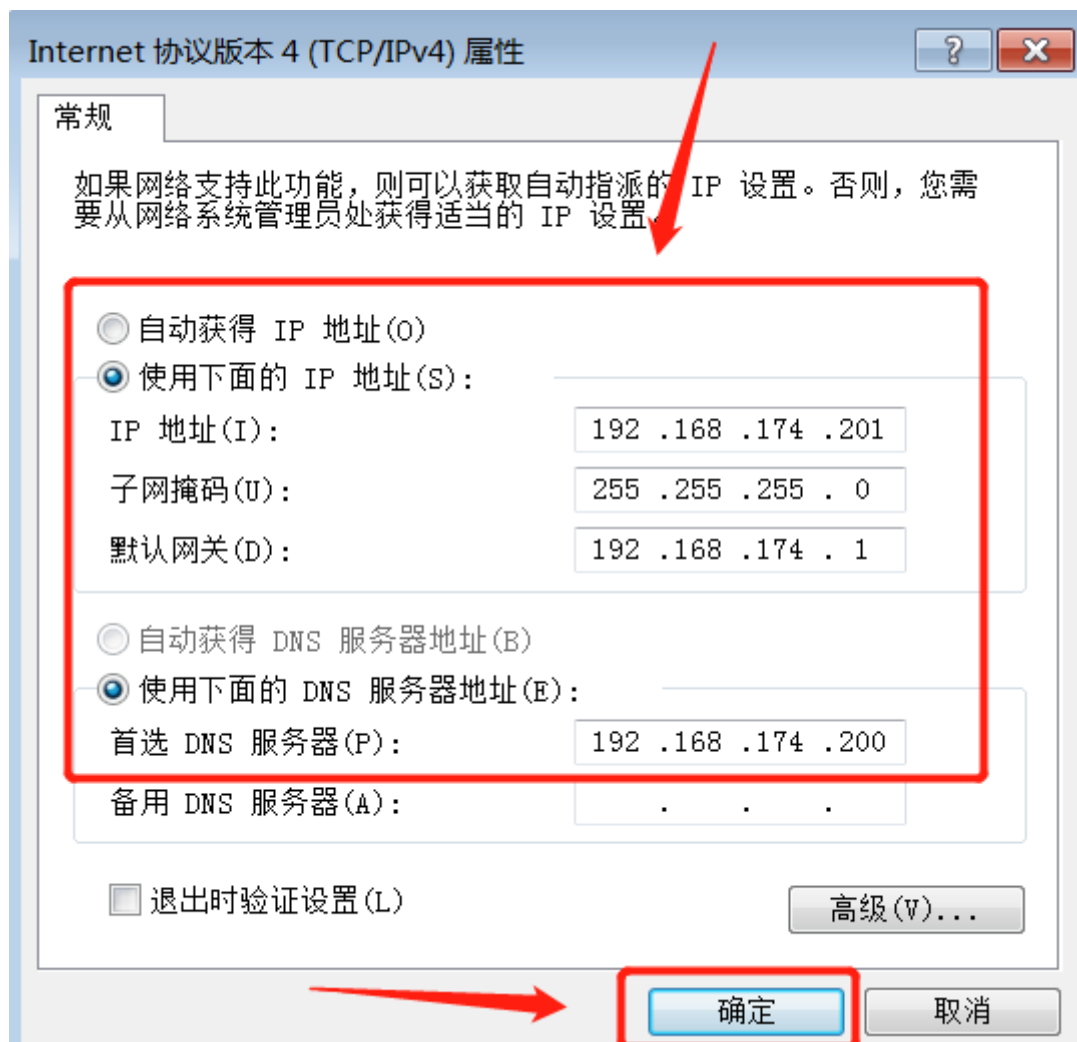 Internet 协议版本 4 (TCP/IPv4) 属性
?
常规
如果网络支持此功能，则可以获取自动指派的 IP 设置。否则，您需
要从网络系统管理员处获得适当的 IP 设置。
自动获得 IP 地址(O)
使用下面的 IP 地址(S):
IP 地址(I): 192 .168 .174 .201
子网掩码(U): 255 .255 .255 . 0
默认网关(D): 192 .168 .174 . 1
自动获得 DNS 服务器地址(B)
使用下面的 DNS 服务器地址(E):
首选 DNS 服务器(P): 192 .168 .174 .200
备用 DNS 服务器(A): . . .
退出时验证设置(L)
高级(V)...
确定 取消